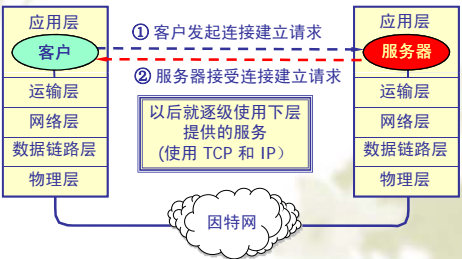 应用层
客户
运输层
网络层
数据链路层
物理层
① 客户发起连接建立请求
② 服务器接受连接建立请求
以后就逐级使用下层
提供的服务
(使用 TCP 和 IP)
因特网
应用层
服务器
运输层
网络层
数据链路层
物理层